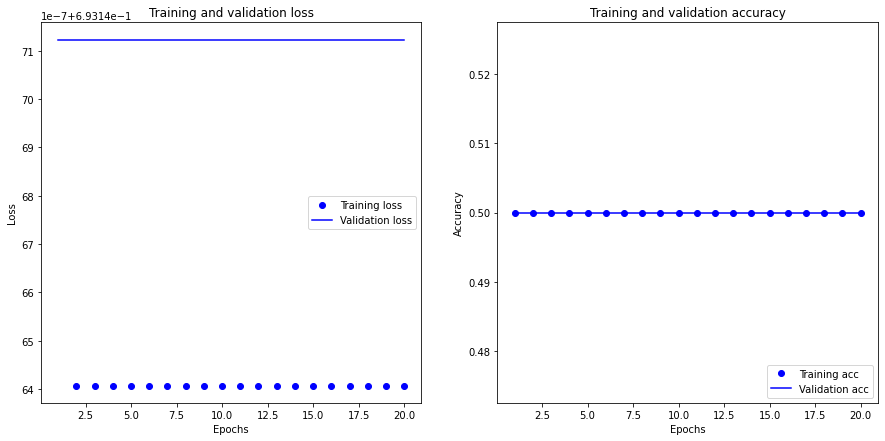 Training and validation loss
1e−7+6.9314e−1
71
70
69
68
67
66
65
64
Loss
Training loss
Validation loss
2.5 5.0 7.5 10.0 12.5 15.0 17.5 20.0
Epochs
Training and validation accuracy
0.52
0.51
0.50
0.49
0.48
Accuracy
Training acc
Validation acc
2.5 5.0 7.5 10.0 12.5 15.0 17.5 20.0
Epochs